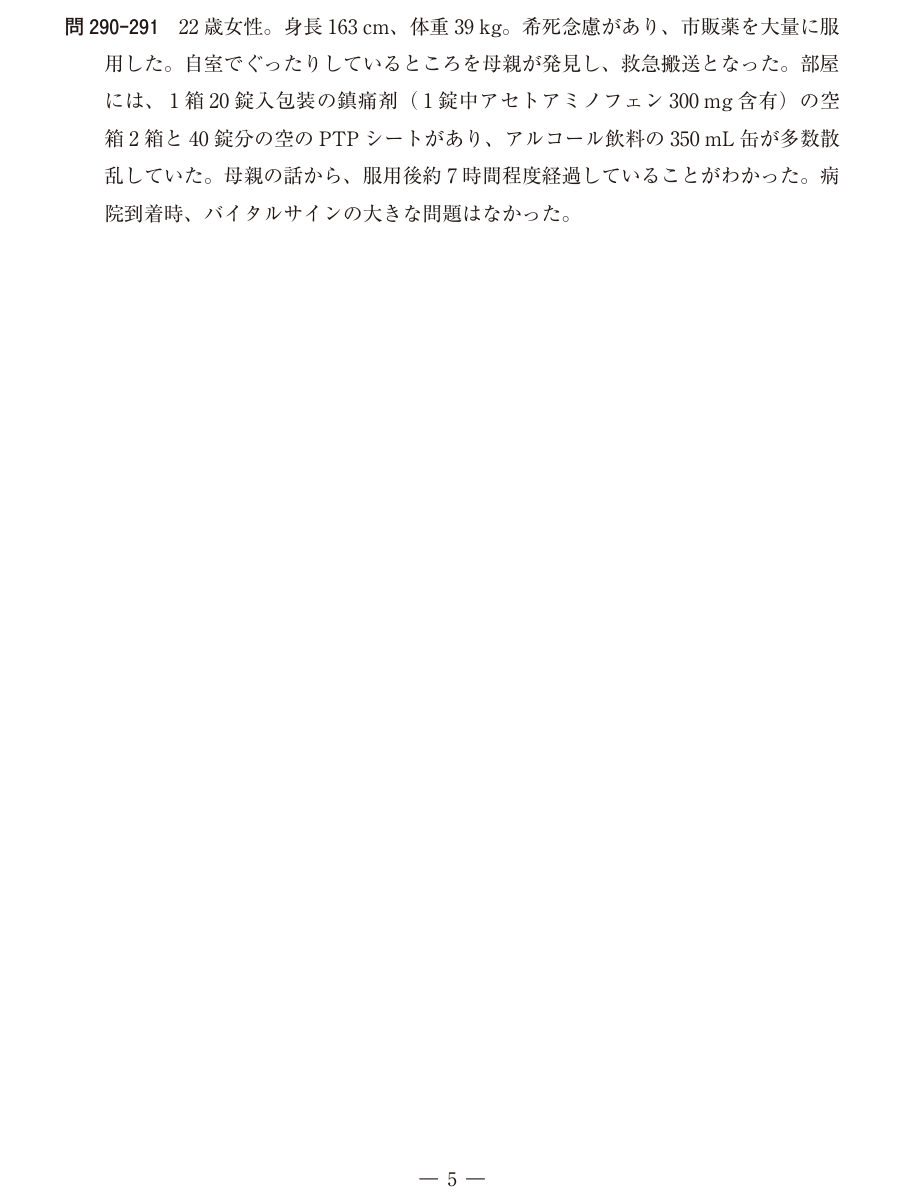 問 290-291 22 歳女性。身長 163 cm、体重 39 kg。希死念慮があり、市販薬を大量に服
用した。自室でぐったりしているところを母親が発見し、救急搬送となった。部屋
には、1 箱 20 錠入包装の鎮痛剤（1 錠中アセトアミノフェン 300 mg 含有）の空
箱 2 箱と 40 錠分の空の PTP シートがあり、アルコール飲料の 350 mL 缶が多数散
乱していた。母親の話から、服用後約 7 時間程度経過していることがわかった。病
院到着時、バイタルサインの大きな問題はなかった。
― 5 ―